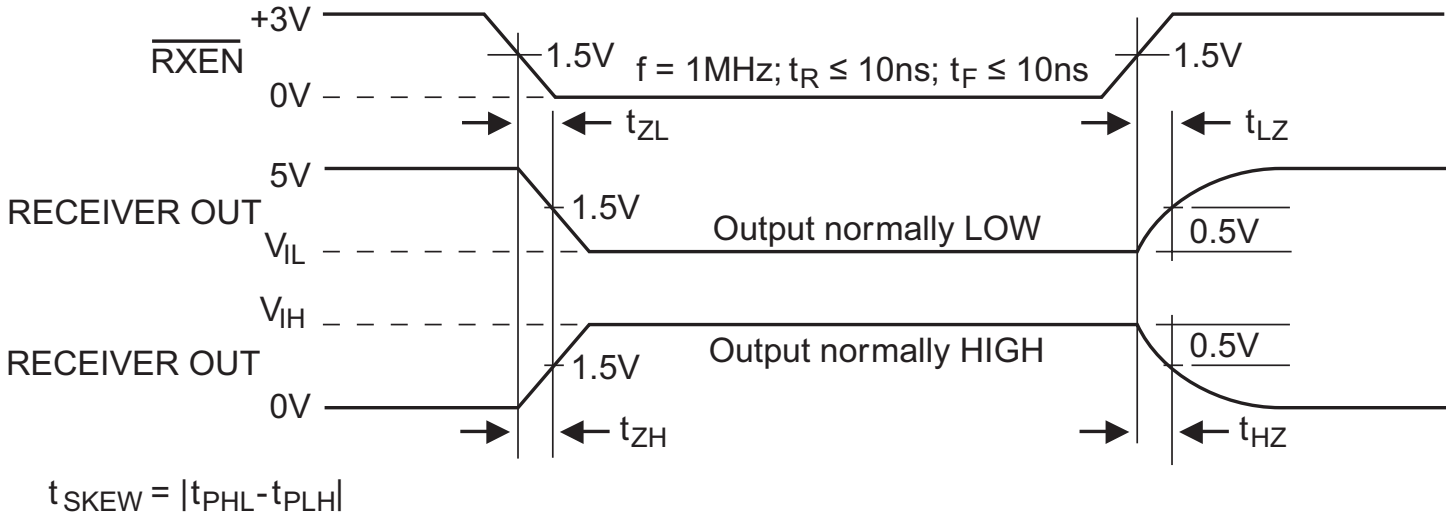 +3V
RXEN
1.5V
f = 1MHz; tR ≤ 10ns; tF ≤ 10ns
1.5V
0V
tZL
tLZ
5V
RECEIVER OUT
1.5V
Output normally LOW
0.5V
VIL
VIH
RECEIVER OUT
1.5V
Output normally HIGH
0.5V
0V
tZH
tHZ
tSKEW = |tPHL-tPLH|